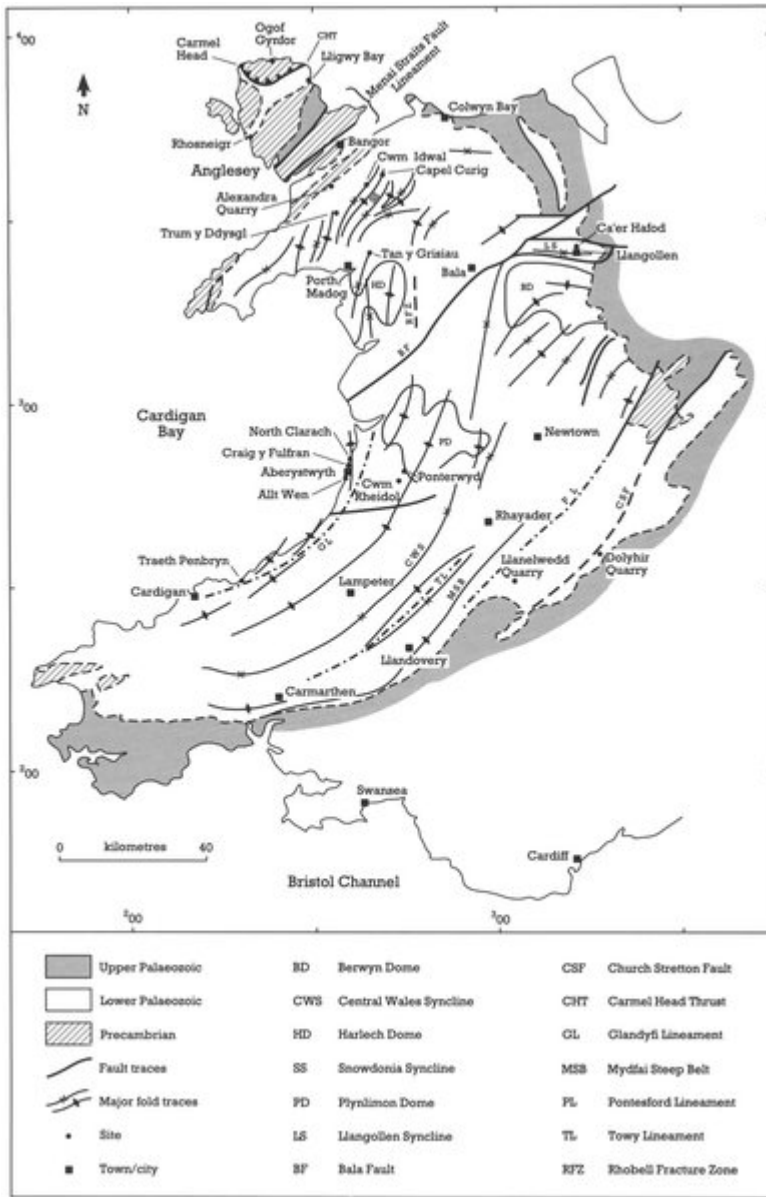 ⁴00
Ogof
Gynfor
CHT
Carmel
Head
Lligwy Bay
Menai Straits Fault
Lineament
N
Colwyn Bay
Rhosneigr
Bangor
Anglesey
Cwm Idwal
Capel Curig
Alexandra
Quarry
SS
Trum y Ddysgl
Ca'er Hafod
LS
Llangollen
Tan y Grisiau
Bala
Porth
Madog
HD
RFZ
BD
BF
³00
Cardigan
Bay
North Clarach
Newtown
Craig y Fulfran
PD
Aberystwyth
Ponterwyd
Cwm
Rheidol
Allt Wen
PL
CSF
Rhayader
GL
Traeth Penbryn
CWS
Llanelwedd
Quarry
Dolyhir
Quarry
Cardigan
Lampeter
TL
MSB
Llandovery
Carmarthen
²00
Swansea
0 kilometres 40
Cardiff
Bristol Channel
²00
³00
Upper Palaeozoic BD Berwyn Dome CSF Church Stretton Fault
Lower Palaeozoic CWS Central Wales Syncline CHT Carmel Head Thrust
Precambrian HD Harlech Dome GL Glandyfi Lineament
Fault traces SS Snowdonia Syncline MSB Mydfai Steep Belt
Major fold traces PD Plynlimon Dome PL Pontesford Lineament
Site LS Llangollen Syncline TL Towy Lineament
Town/city BF Bala Fault RFZ Rhobell Fracture Zone